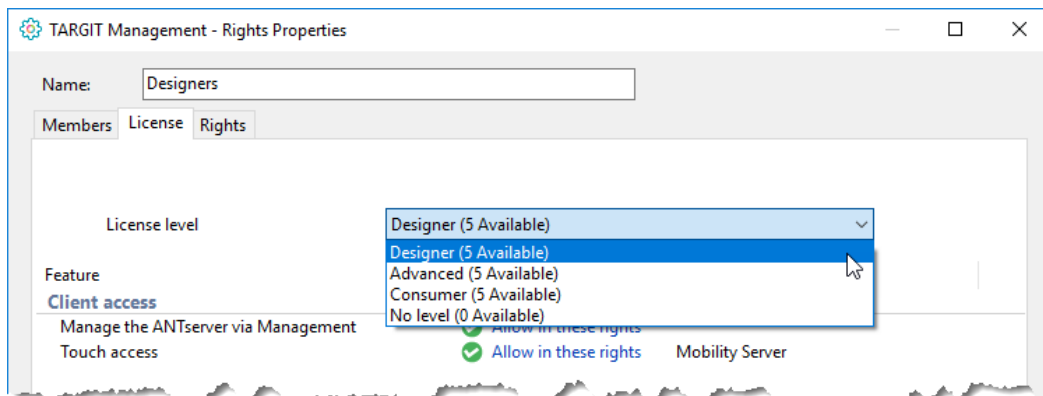 TARGIT Management - Rights Properties
Name: Designers
Members License Rights
License level Designer (5 Available)
Designer (5 Available)
Advanced (5 Available)
Consumer (5 Available)
No level (0 Available)
Feature
Client access
Manage the ANTserver via Management Allow in these rights
Touch access Allow in these rights Mobility Server